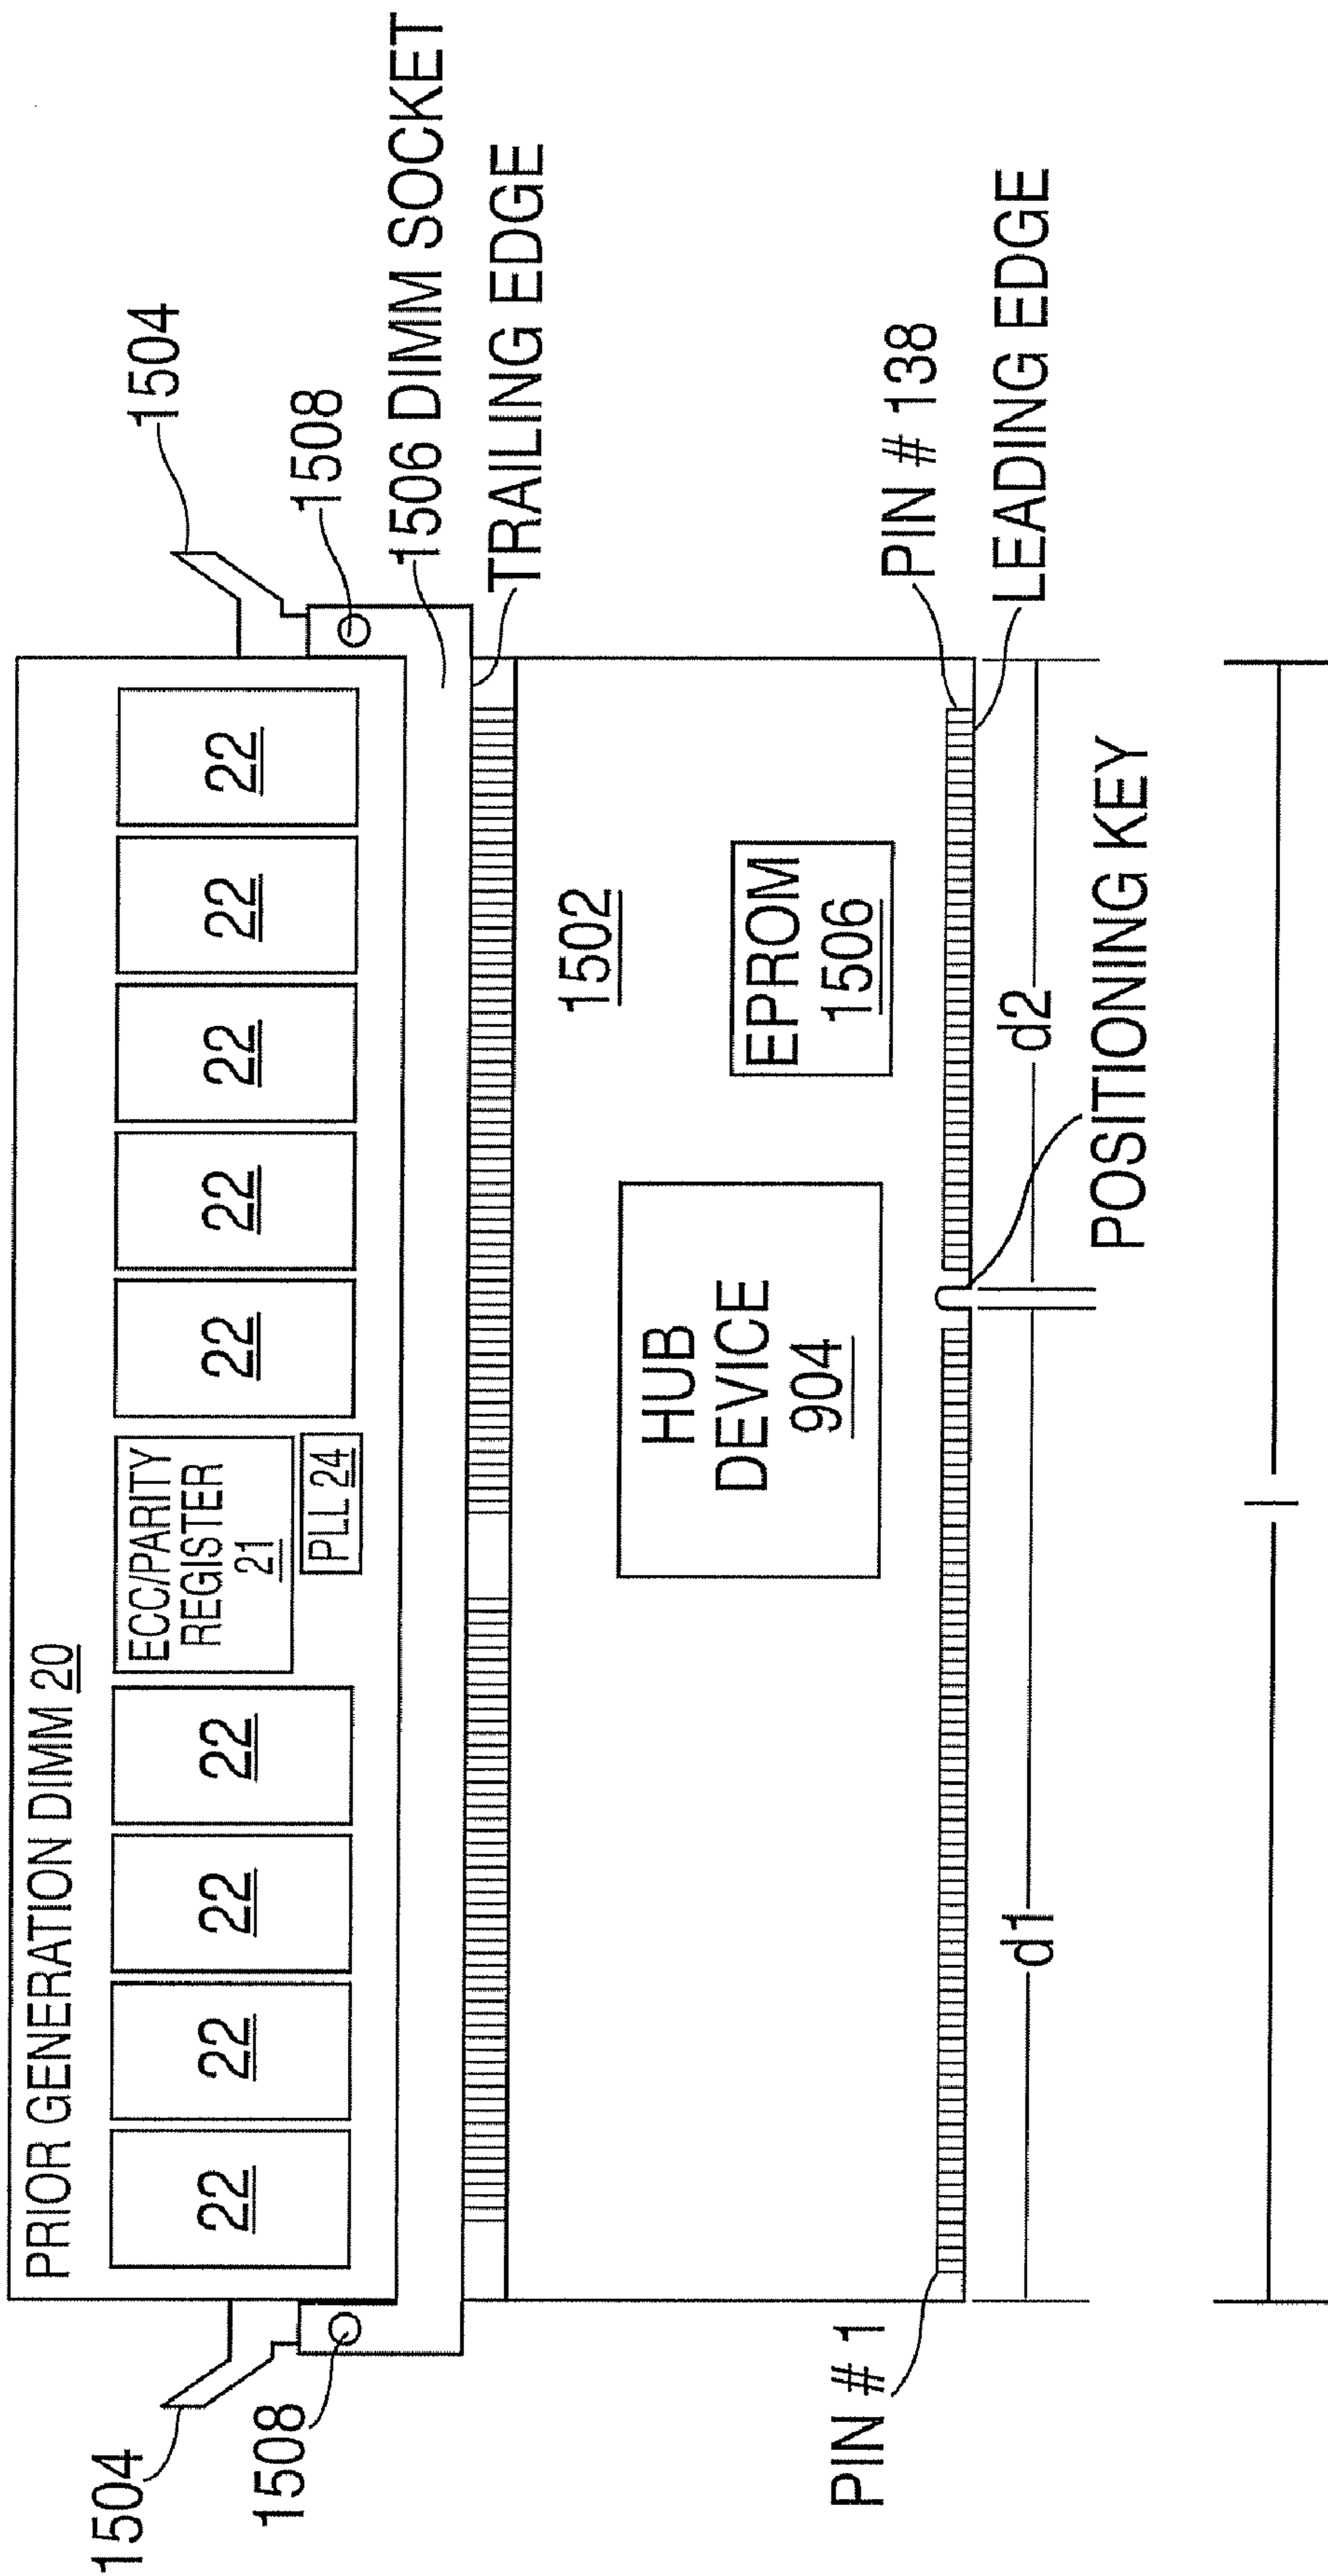 PRIOR GENERATION DIMM 20
22
22
22
22
ECC/PARITY
REGISTER
21
PLL 24
22
22
22
22
22
1504
1504
1508
1508
1506 DIMM SOCKET
TRAILING EDGE
1502
HUB
DEVICE
904
EPROM
1506
PIN # 1
PIN # 138
LEADING EDGE
d1
d2
POSITIONING KEY
l